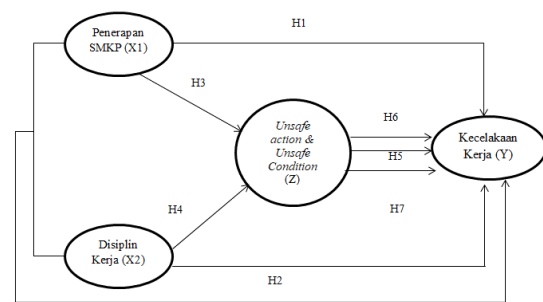 Penerapan
SMKP (X1)
H1
H3
Unsafe
action &
Unsafe
Condition
(Z)
H6
H5
H7
Kecelakaan
Kerja (Y)
H4
Disiplin
Kerja (X2)
H2